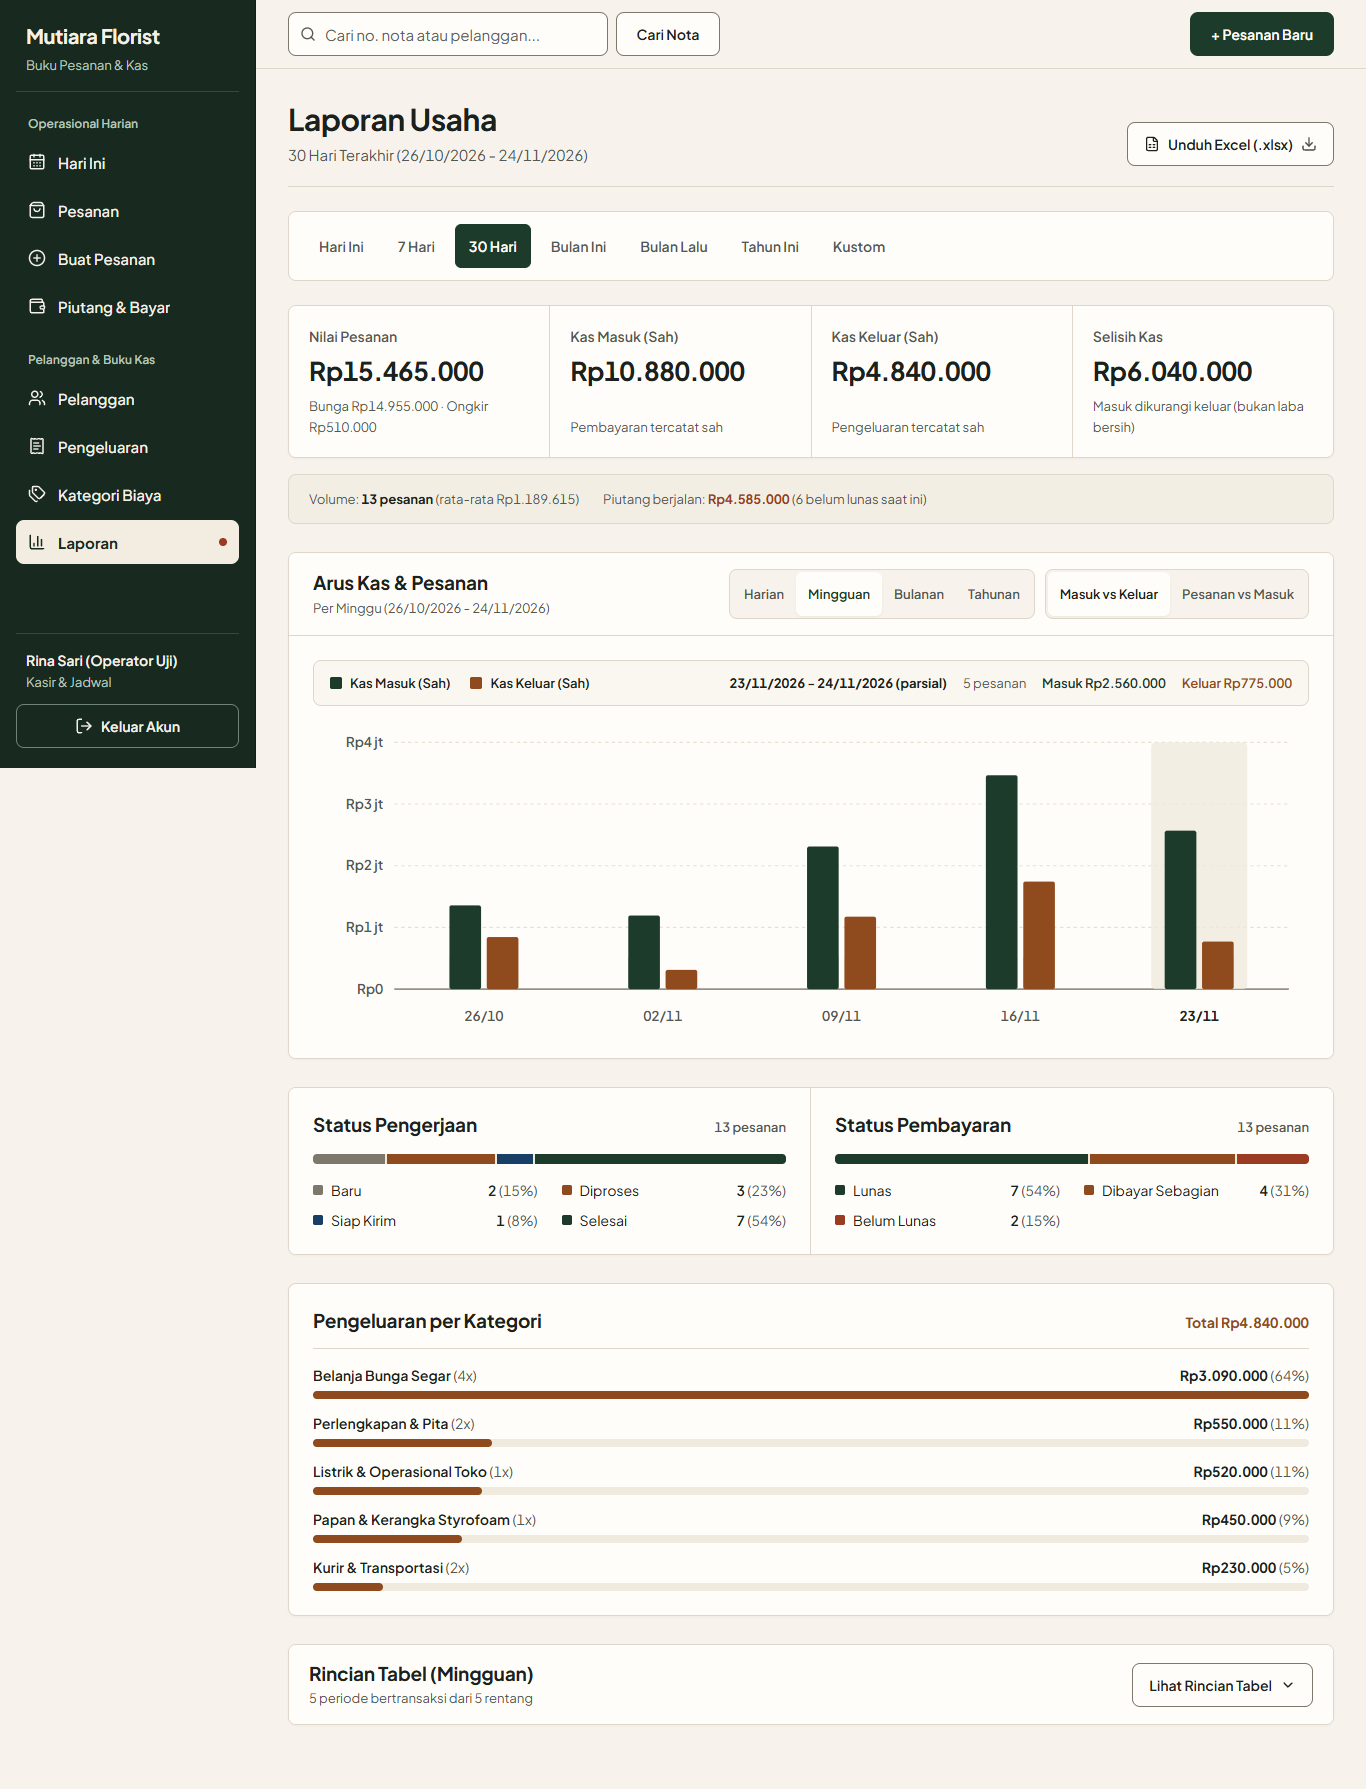 Mutiara Florist
Buku Pesanan & Kas
Operasional Harian
Hari Ini
Pesanan
Buat Pesanan
Piutang & Bayar
Pelanggan & Buku Kas
Pelanggan
Pengeluaran
Kategori Biaya
Laporan
Rina Sari (Operator Uji)
Kasir & Jadwal
Keluar Akun
Cari no. nota atau pelanggan...
Cari Nota
+ Pesanan Baru
Laporan Usaha
30 Hari Terakhir (26/10/2026 - 24/11/2026)
Unduh Excel (.xlsx)
Hari Ini
7 Hari
30 Hari
Bulan Ini
Bulan Lalu
Tahun Ini
Kustom
Nilai Pesanan
Rp15.465.000
Bunga Rp14.955.000 · Ongkir
Rp510.000
Kas Masuk (Sah)
Rp10.880.000
Pembayaran tercatat sah
Kas Keluar (Sah)
Rp4.840.000
Pengeluaran tercatat sah
Selisih Kas
Rp6.040.000
Masuk dikurangi keluar (bukan laba
bersih)
Volume: 13 pesanan (rata-rata Rp1.189.615)
Piutang berjalan: Rp4.585.000 (6 belum lunas saat ini)
Arus Kas & Pesanan
Per Minggu (26/10/2026 - 24/11/2026)
Harian
Mingguan
Bulanan
Tahunan
Masuk vs Keluar
Pesanan vs Masuk
Kas Masuk (Sah)
Kas Keluar (Sah)
23/11/2026 - 24/11/2026 (parsial)
5 pesanan
Masuk Rp2.560.000
Keluar Rp775.000
Rp4 jt
Rp3 jt
Rp2 jt
Rp1 jt
Rp0
26/10
02/11
09/11
16/11
23/11
Status Pengerjaan
13 pesanan
Baru
2 (15%)
Diproses
3 (23%)
Siap Kirim
1 (8%)
Selesai
7 (54%)
Status Pembayaran
13 pesanan
Lunas
7 (54%)
Dibayar Sebagian
4 (31%)
Belum Lunas
2 (15%)
Pengeluaran per Kategori
Total Rp4.840.000
Belanja Bunga Segar (4x)
Rp3.090.000 (64%)
Perlengkapan & Pita (2x)
Rp550.000 (11%)
Listrik & Operasional Toko (1x)
Rp520.000 (11%)
Papan & Kerangka Styrofoam (1x)
Rp450.000 (9%)
Kurir & Transportasi (2x)
Rp230.000 (5%)
Rincian Tabel (Mingguan)
5 periode bertransaksi dari 5 rentang
Lihat Rincian Tabel